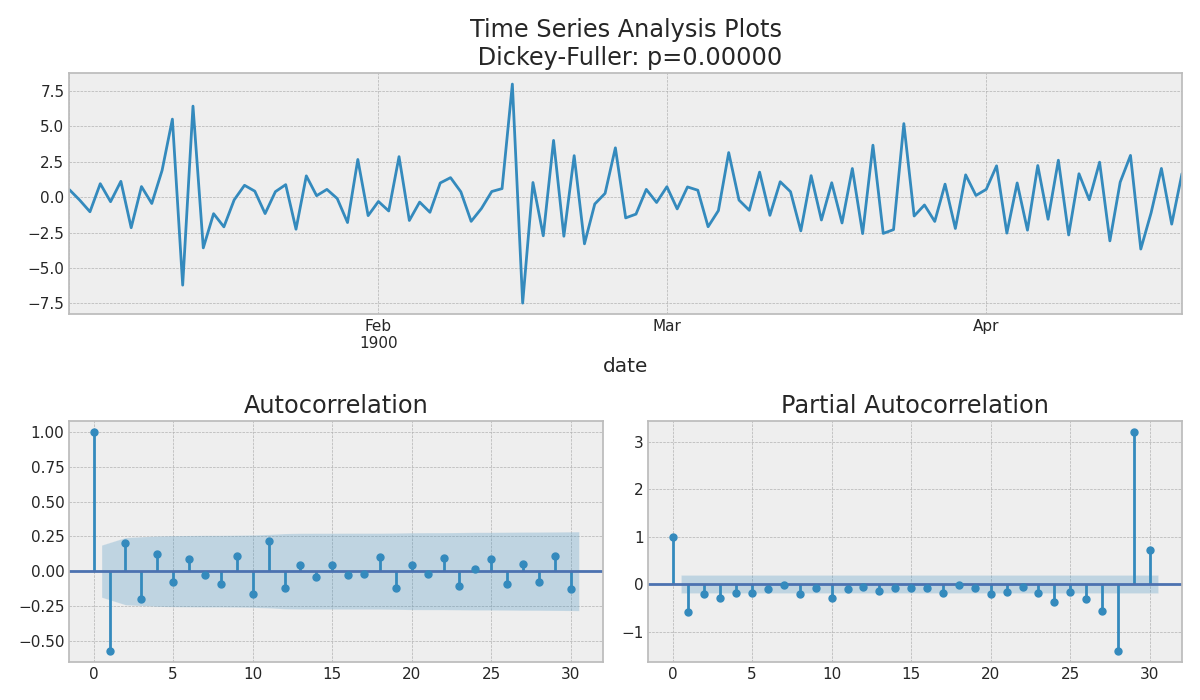 Time Series Analysis Plots
Dickey-Fuller: p=0.00000
7.5
5.0
2.5
0.0
−2.5
−5.0
−7.5
Feb
1900
Mar
Apr
date
Autocorrelation
1.00
0.75
0.50
0.25
0.00
−0.25
−0.50
0 5 10 15 20 25 30
Partial Autocorrelation
3
2
1
0
−1
0 5 10 15 20 25 30